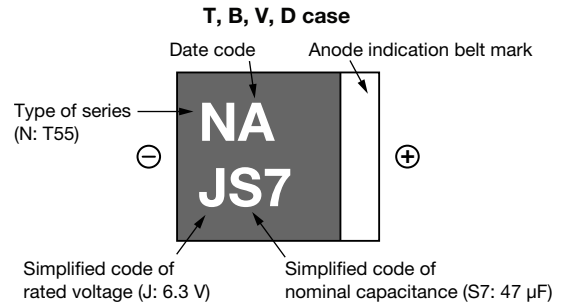 T, B, V, D case
Date code
Anode indication belt mark
Type of series
(N: T55)
NA
⊖
⊕
JS7
Simplified code of
rated voltage (J: 6.3 V)
Simplified code of
nominal capacitance (S7: 47 µF)